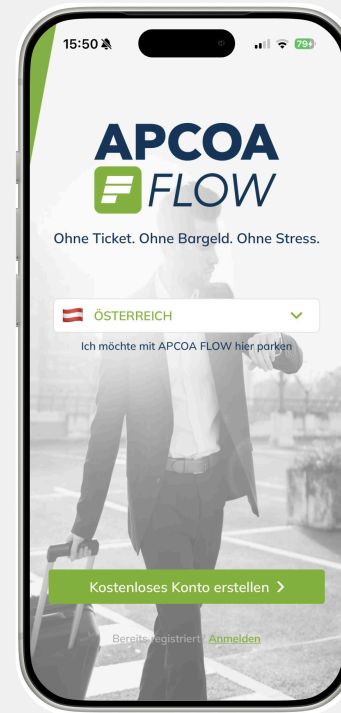 15:50
79
APCOA
FLOW
Ohne Ticket. Ohne Bargeld. Ohne Stress.
ÖSTERREICH
Ich möchte mit APCOA FLOW hier parken
Kostenloses Konto erstellen >
Bereits registriert? Anmelden